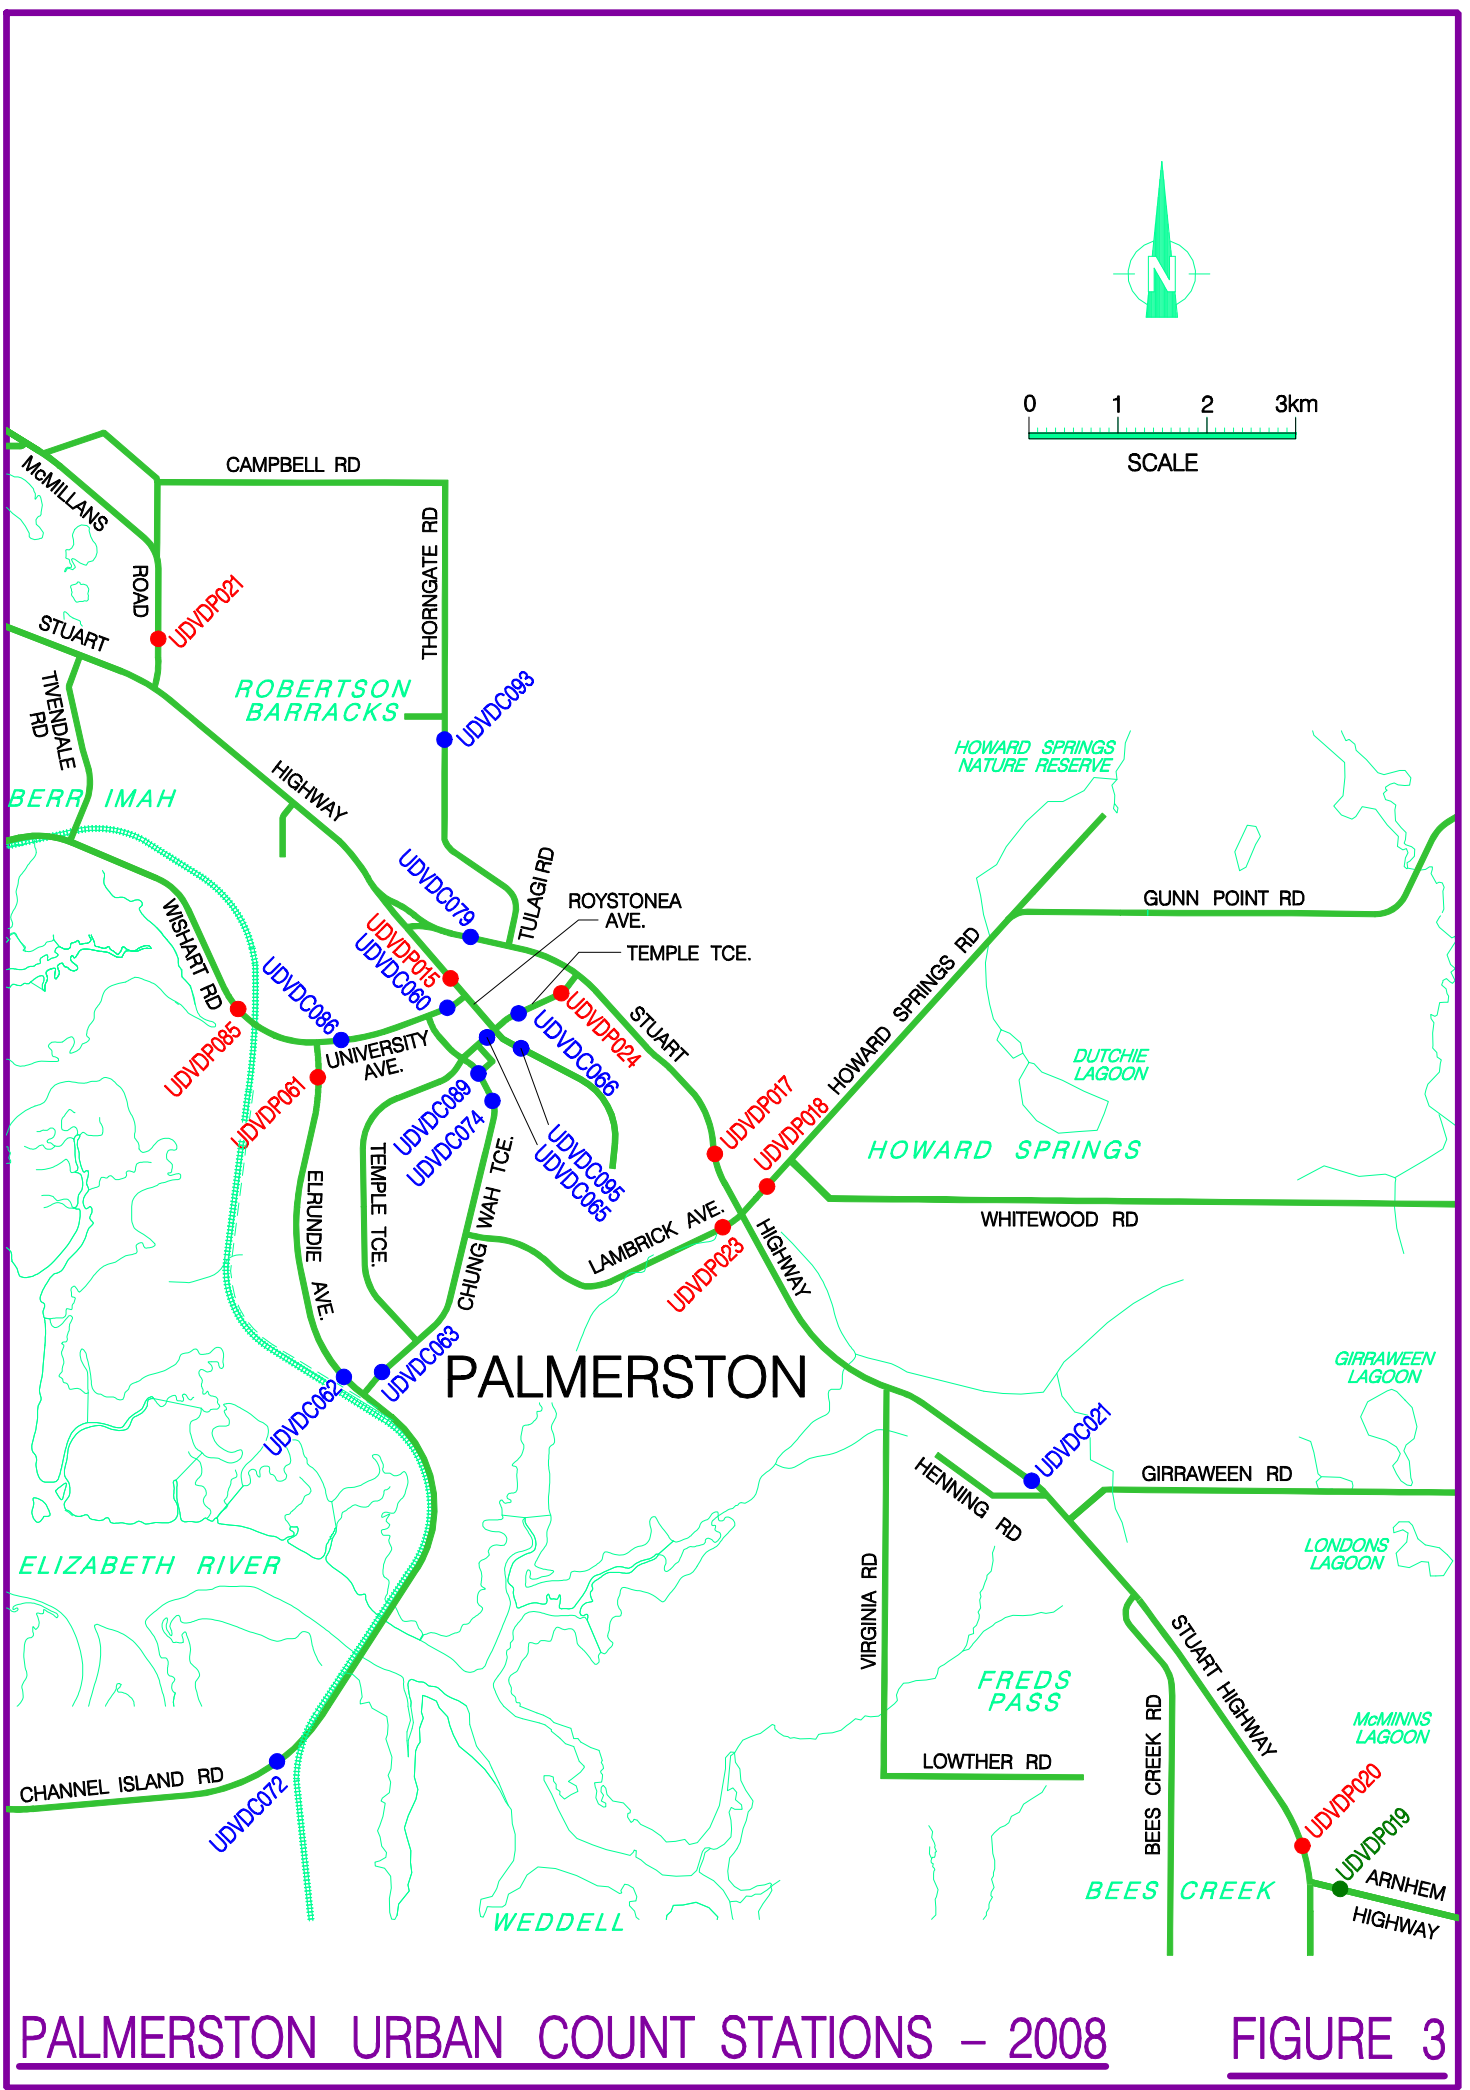 N
0 1 2 3km
SCALE
CAMPBELL RD
McMILLANS
ROAD
THORNGATE RD
UDVDP021
STUART
TIVENDALE
RD
ROBERTSON
BARRACKS
UDVDC093
HOWARD SPRINGS
NATURE RESERVE
HIGHWAY
BERR IMAH
UDVDC079
TULAGI RD
ROYSTONEA
AVE.
GUNN POINT RD
WISHART RD
UDVDP015
UDVDC060
TEMPLE TCE.
HOWARD SPRINGS RD
UDVDC086
UDVDP085
UNIVERSITY
AVE.
UDVDP024
UDVDC066
STUART
DUTCHIE
LAGOON
UDVDP061
UDVDC089
UDVDC074
UDVDP017
UDVDP018
UDVDC095
UDVDC065
HOWARD SPRINGS
ELRUNDIE AVE.
TEMPLE TCE.
CHUNG WAH TCE.
LAMBRICK AVE.
UDVDP023
HIGHWAY
WHITEWOOD RD
UDVDC063
UDVDC062
PALMERSTON
GIRRAWEEN
LAGOON
UDVDC021
GIRRAWEEN RD
HENNING RD
LONDONS
LAGOON
ELIZABETH RIVER
VIRGINIA RD
STUART HIGHWAY
FREDS
PASS
BEES CREEK RD
McMINNS
LAGOON
LOWTHER RD
CHANNEL ISLAND RD
UDVDC072
UDVDP020
UDVDP019
ARNHEM
HIGHWAY
BEES CREEK
WEDDELL
PALMERSTON URBAN COUNT STATIONS - 2008
FIGURE 3